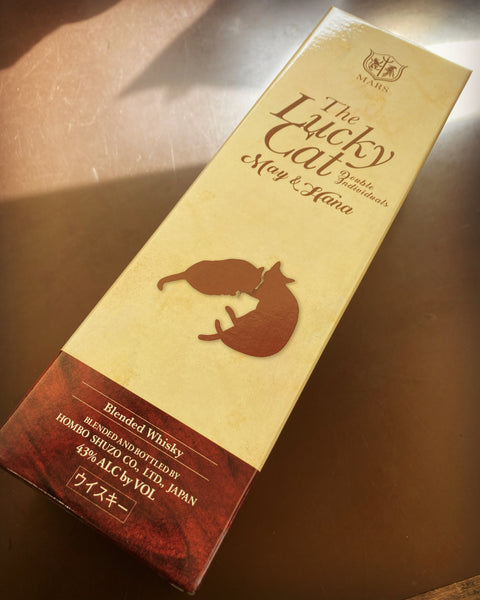 MARS
The
Lucky
Cat
Double
Individuals
May & Hana
Blended Whisky
BLENDED AND BOTTLED BY
HOMBO SHUZO CO., LTD., JAPAN
43% ALC by VOL
ウイスキー